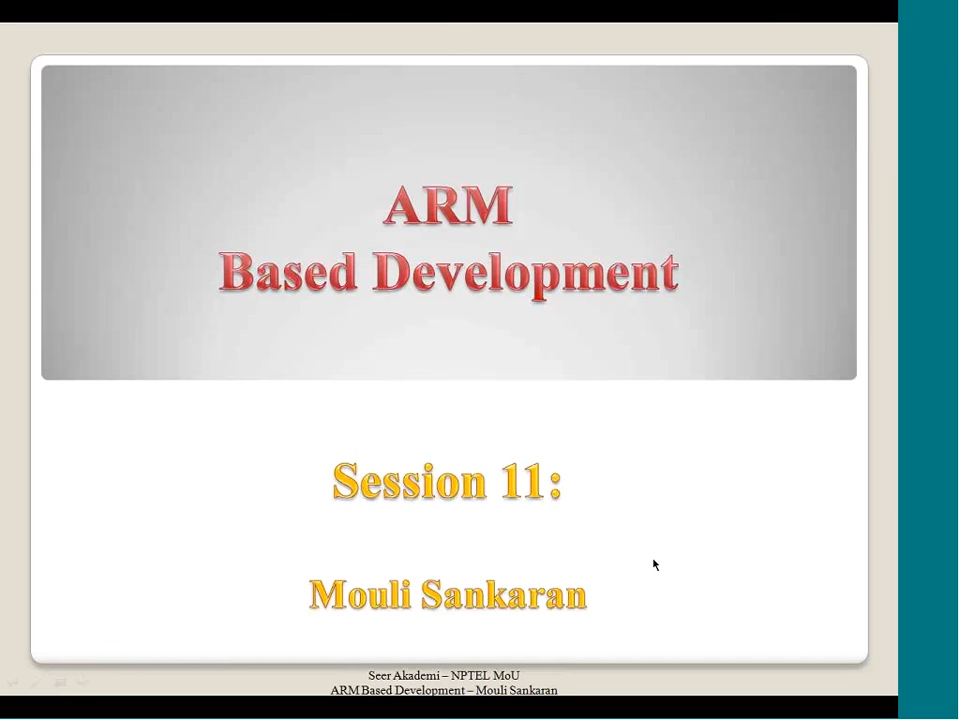 ARM
Based Development
Session 11:
Mouli Sankaran
Seer Akademi – NPTEL MoU
ARM Based Development – Mouli Sankaran